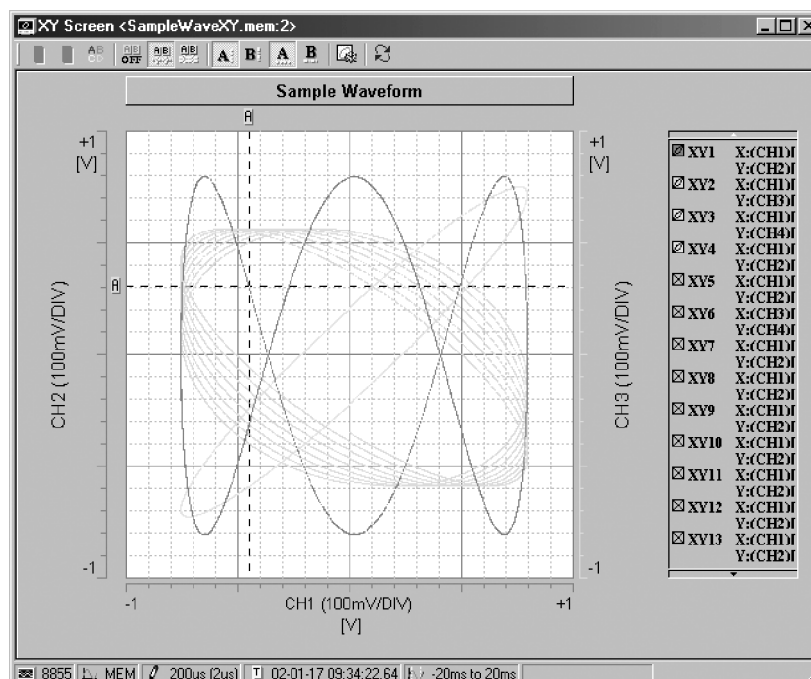 XY Screen <SampleWaveXY.mem:2>
A|B OFF A|B A|B A B A B
Sample Waveform
A
+1
[V]
+1
[V]
A
CH2 (100mV/DIV)
CH3 (100mV/DIV)
-1
-1
-1 CH1 (100mV/DIV) +1
[V]
XY1 X:(CH1)[
Y:(CH2)[
XY2 X:(CH1)[
Y:(CH3)[
XY3 X:(CH1)[
Y:(CH4)[
XY4 X:(CH1)[
Y:(CH2)[
XY5 X:(CH1)[
Y:(CH2)[
XY6 X:(CH3)[
Y:(CH4)[
XY7 X:(CH1)[
Y:(CH2)[
XY8 X:(CH1)[
Y:(CH2)[
XY9 X:(CH1)[
Y:(CH2)[
XY10 X:(CH1)[
Y:(CH2)[
XY11 X:(CH1)[
Y:(CH2)[
XY12 X:(CH1)[
Y:(CH2)[
XY13 X:(CH1)[
Y:(CH2)[
8855 MEM 200us (2us) T 02-01-17 09:34:22.64 -20ms to 20ms